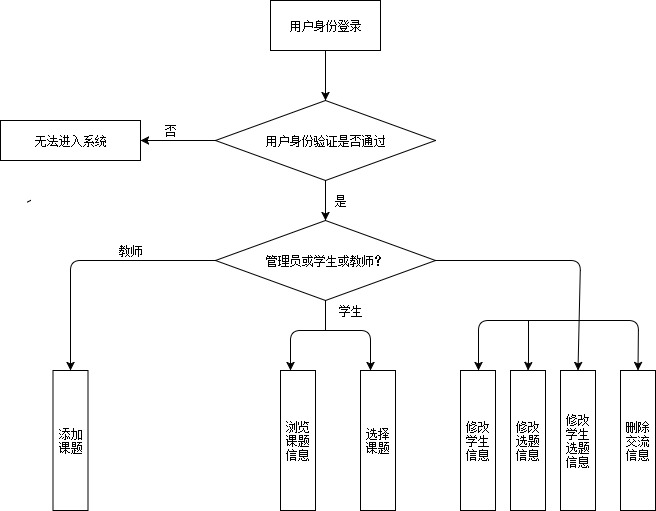 用户身份登录
用户身份验证是否通过
否
无法进入系统
是
管理员或学生或教师?
教师
学生
添加
课题
浏览
课题
信息
选择
课题
修改
学生
信息
修改
选题
信息
修改
学生
选题
信息
删除
交流
信息